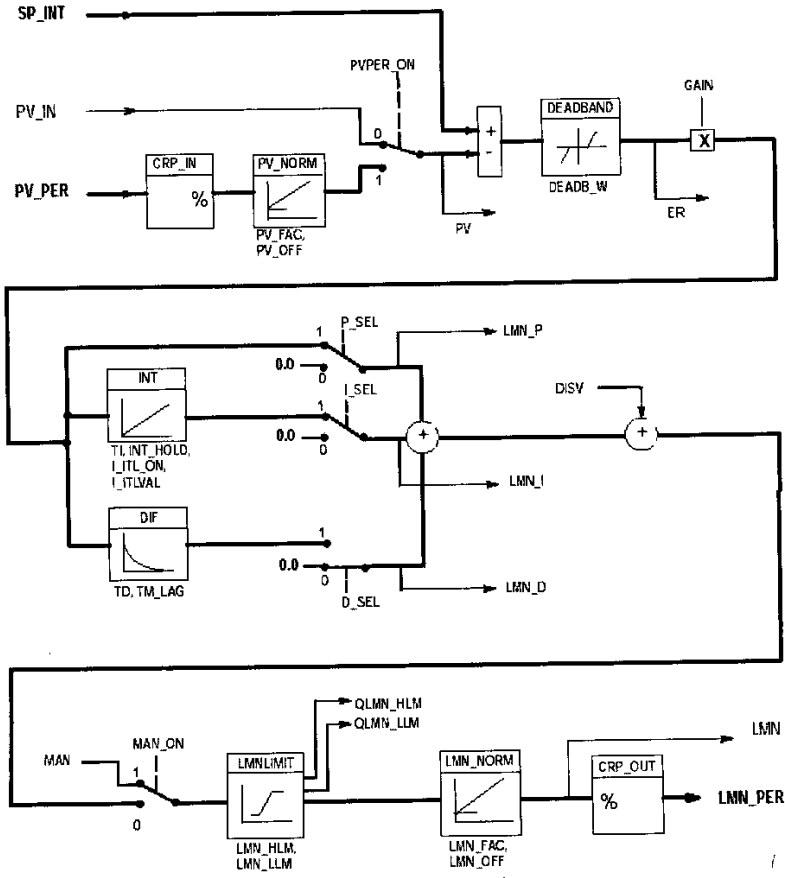 SP_INT
PVPER_ON
GAIN
PV_IN
DEADBAND
0
+
-
X
CRP_IN
PV_NORM
1
PV_PER
%
DEADB_W
ER
PV
PV_FAC,
PV_OFF
P_SEL
1
LMN_P
0.0
0
INT
I_SEL
DISV
1
0.0
0
+
+
TI, INT_HOLD,
I_ITL_ON,
I_ITLVAL
LMN_I
DIF
1
0.0
0
TD, TM_LAG
D_SEL
LMN_D
QLMN_HLM
QLMN_LLM
LMN
MAN_ON
MAN
LMNLIMIT
LMN_NORM
CRP_OUT
1
%
LMN_PER
0
LMN_HLM,
LMN_LLM
LMN_FAC,
LMN_OFF